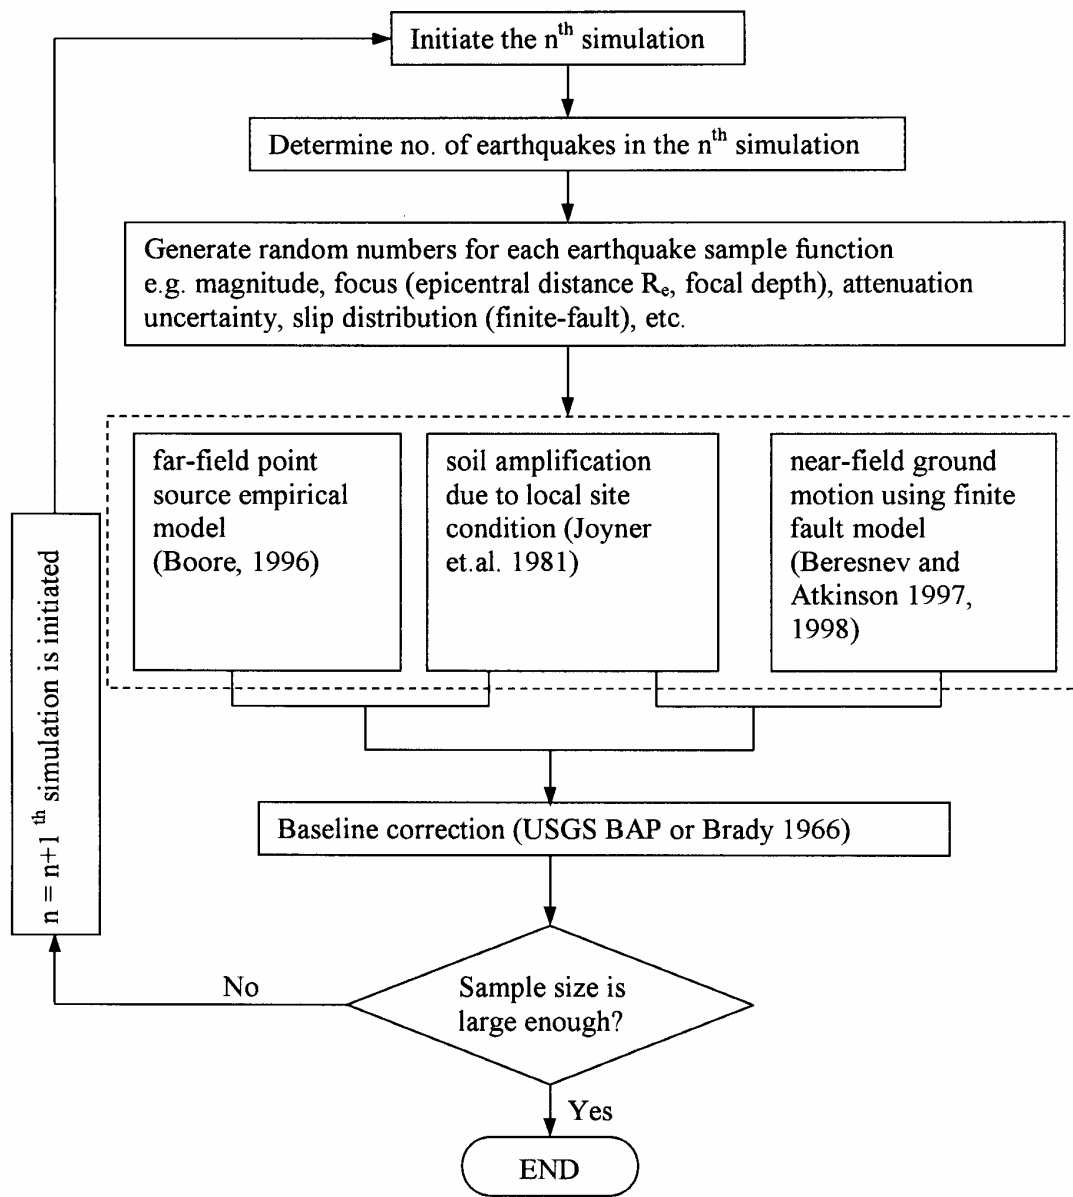 Initiate the nth simulation
Determine no. of earthquakes in the nth simulation
Generate random numbers for each earthquake sample function
e.g. magnitude, focus (epicentral distance Re, focal depth), attenuation
uncertainty, slip distribution (finite-fault), etc.
far-field point
source empirical
model
(Boore, 1996)
soil amplification
due to local site
condition (Joyner
et.al. 1981)
near-field ground
motion using finite
fault model
(Beresnev and
Atkinson 1997,
1998)
n = n+1 th simulation is initiated
Baseline correction (USGS BAP or Brady 1966)
Sample size is
large enough?
No
Yes
END